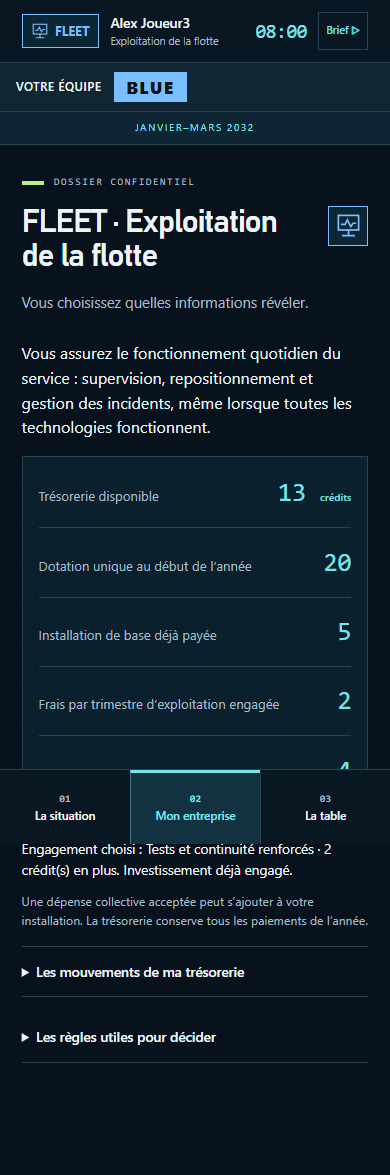 FLEET
Alex Joueur3
Exploitation de la flotte
08:00
Brief
VOTRE ÉQUIPE
BLUE
JANVIER–MARS 2032
DOSSIER CONFIDENTIEL
FLEET · Exploitation
de la flotte
Vous choisissez quelles informations révéler.
Vous assurez le fonctionnement quotidien du
service : supervision, repositionnement et
gestion des incidents, même lorsque toutes les
technologies fonctionnent.
Trésorerie disponible 13 crédits
Dotation unique au début de l’année 20
Installation de base déjà payée 5
Frais par trimestre d’exploitation engagée 2
01
La situation
02
Mon entreprise
03
La table
Engagement choisi : Tests et continuité renforcés · 2
crédit(s) en plus. Investissement déjà engagé.
Une dépense collective acceptée peut s’ajouter à votre
installation. La trésorerie conserve tous les paiements de l’année.
Les mouvements de ma trésorerie
Les règles utiles pour décider